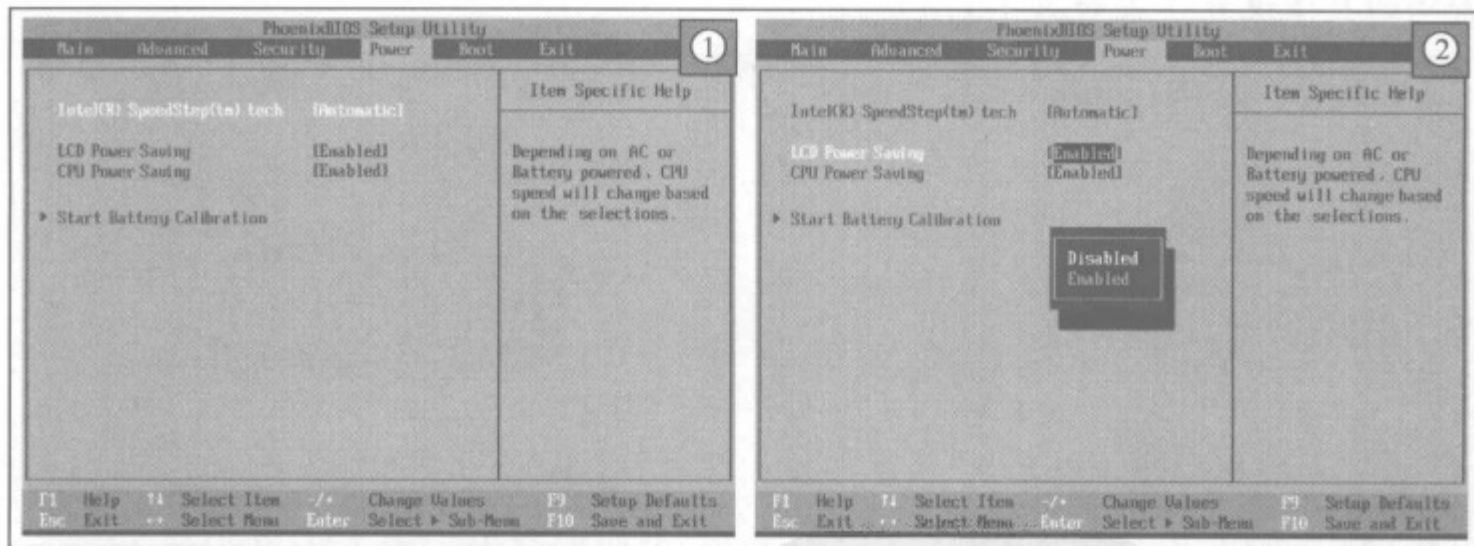 PhoenixBIOS Setup Utility
Main Advanced Security Power Boot Exit
1
Intel(R) SpeedStep(tm) tech [Automatic]
LCD Power Saving [Enabled]
CPU Power Saving [Enabled]
▶ Start Battery Calibration
Item Specific Help
Depending on AC or
Battery powered, CPU
speed will change based
on the selections.
F1 Help ↑↓ Select Item -/+ Change Values F9 Setup Defaults
Esc Exit ↔ Select Menu Enter Select ▶ Sub-Menu F10 Save and Exit
PhoenixBIOS Setup Utility
Main Advanced Security Power Boot Exit
2
Intel(R) SpeedStep(tm) tech [Automatic]
LCD Power Saving [Enabled]
CPU Power Saving [Enabled]
▶ Start Battery Calibration
Disabled
Enabled
Item Specific Help
Depending on AC or
Battery powered, CPU
speed will change based
on the selections.
F1 Help ↑↓ Select Item -/+ Change Values F9 Setup Defaults
Esc Exit ↔ Select Menu Enter Select ▶ Sub-Menu F10 Save and Exit